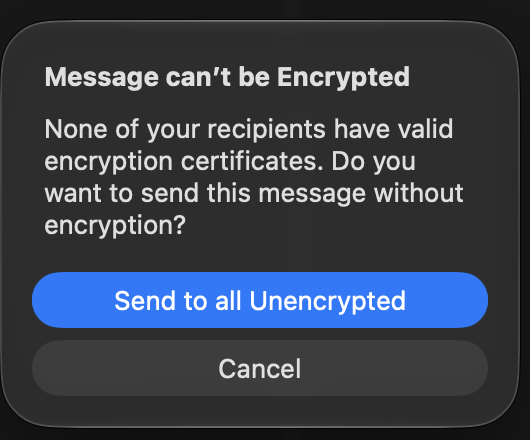 Message can’t be Encrypted
None of your recipients have valid
encryption certificates. Do you
want to send this message without
encryption?
Send to all Unencrypted
Cancel